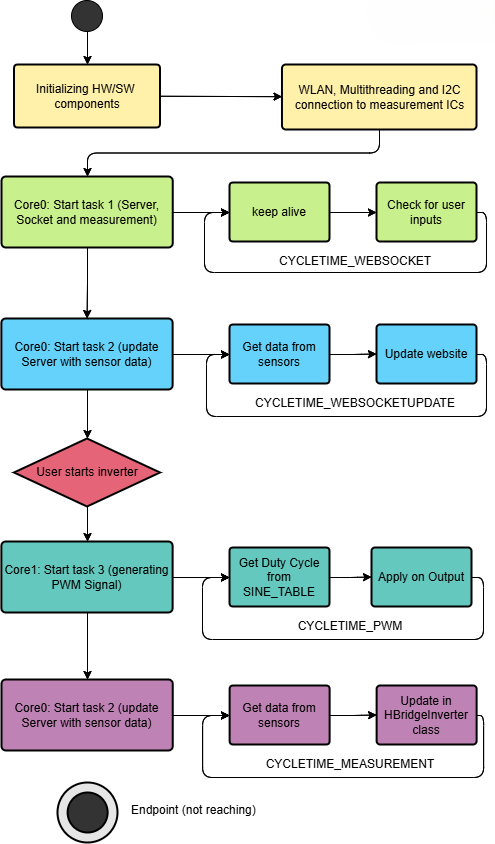 Initializing HW/SW
components
WLAN, Multithreading and I2C
connection to measurement ICs
Core0: Start task 1 (Server,
Socket and measurement)
keep alive
Check for user
inputs
CYCLETIME_WEBSOCKET
Core0: Start task 2 (update
Server with sensor data)
Get data from
sensors
Update website
CYCLETIME_WEBSOCKETUPDATE
User starts inverter
Core1: Start task 3 (generating
PWM Signal)
Get Duty Cycle
from
SINE_TABLE
Apply on Output
CYCLETIME_PWM
Core0: Start task 2 (update
Server with sensor data)
Get data from
sensors
Update in
HBridgeInverter
class
CYCLETIME_MEASUREMENT
Endpoint (not reaching)